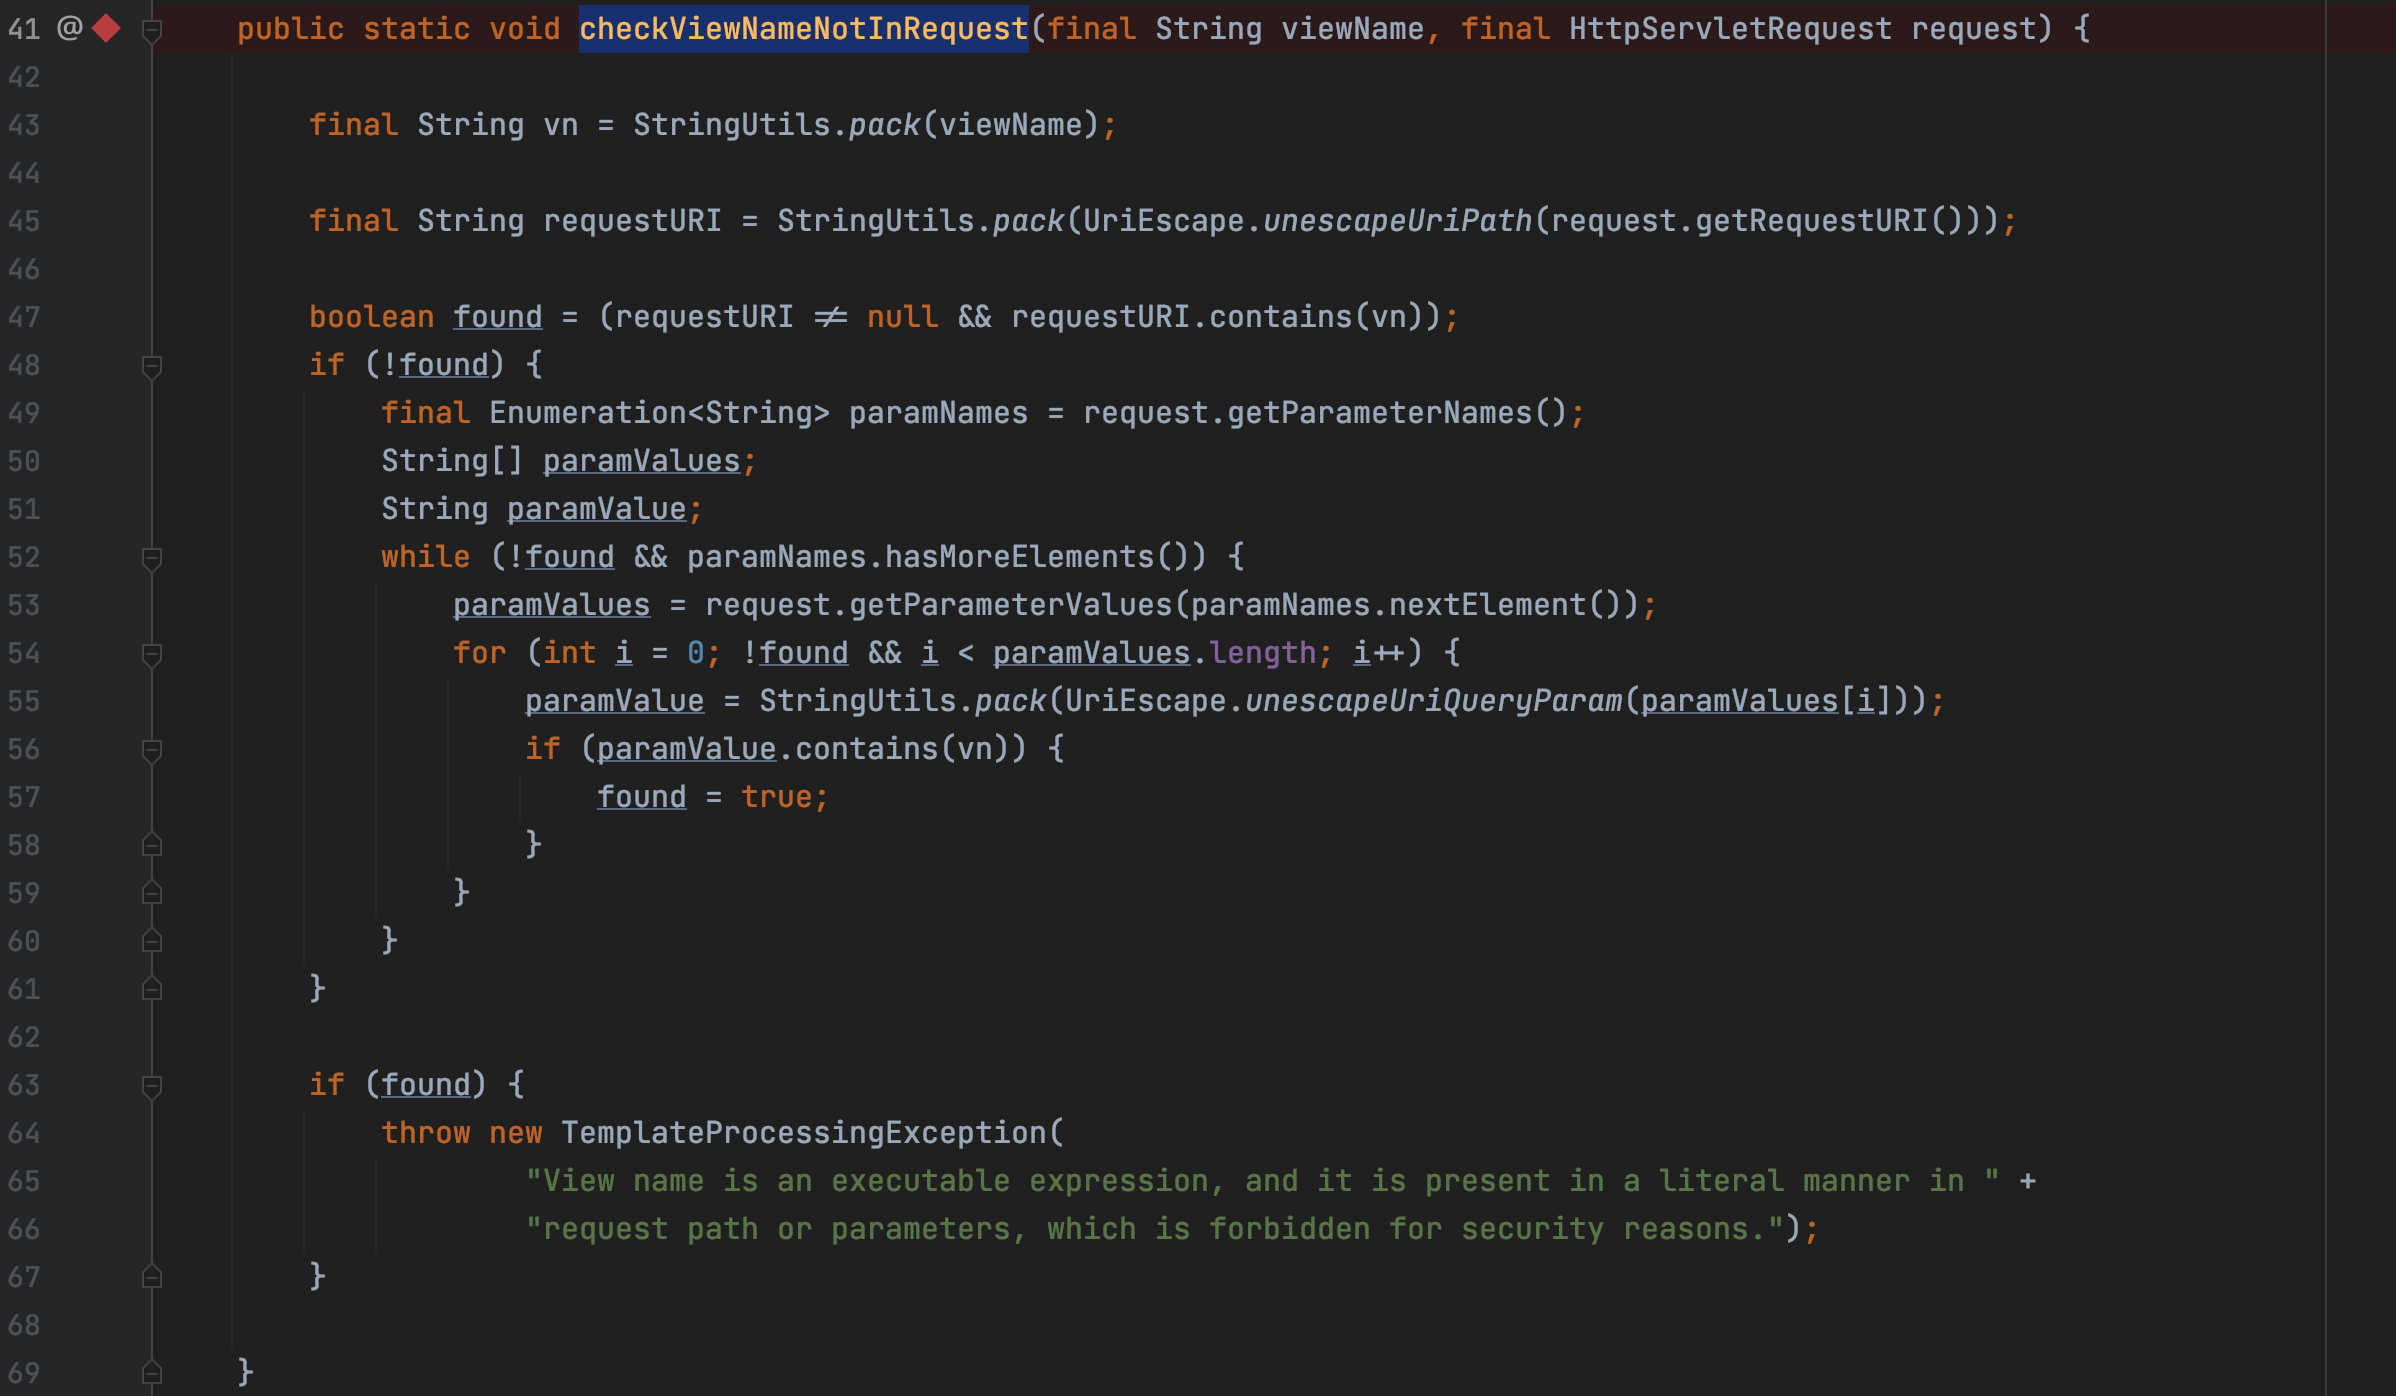 41 @ public static void checkViewNameNotInRequest(final String viewName, final HttpServletRequest request) {
42
43 final String vn = StringUtils.pack(viewName);
44
45 final String requestURI = StringUtils.pack(UriEscape.unescapeUriPath(request.getRequestURI()));
46
47 boolean found = (requestURI ≠ null && requestURI.contains(vn));
48 if (!found) {
49 final Enumeration<String> paramNames = request.getParameterNames();
50 String[] paramValues;
51 String paramValue;
52 while (!found && paramNames.hasMoreElements()) {
53 paramValues = request.getParameterValues(paramNames.nextElement());
54 for (int i = 0; !found && i < paramValues.length; i++) {
55 paramValue = StringUtils.pack(UriEscape.unescapeUriQueryParam(paramValues[i]));
56 if (paramValue.contains(vn)) {
57 found = true;
58 }
59 }
60 }
61 }
62
63 if (found) {
64 throw new TemplateProcessingException(
65 "View name is an executable expression, and it is present in a literal manner in " +
66 "request path or parameters, which is forbidden for security reasons.");
67 }
68
69 }